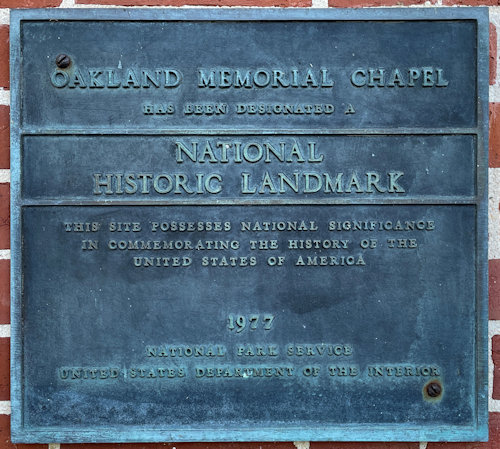 OAKLAND MEMORIAL CHAPEL
HAS BEEN DESIGNATED A
NATIONAL
HISTORIC LANDMARK
THIS SITE POSSESSES NATIONAL SIGNIFICANCE
IN COMMEMORATING THE HISTORY OF THE
UNITED STATES OF AMERICA
1977
NATIONAL PARK SERVICE
UNITED STATES DEPARTMENT OF THE INTERIOR